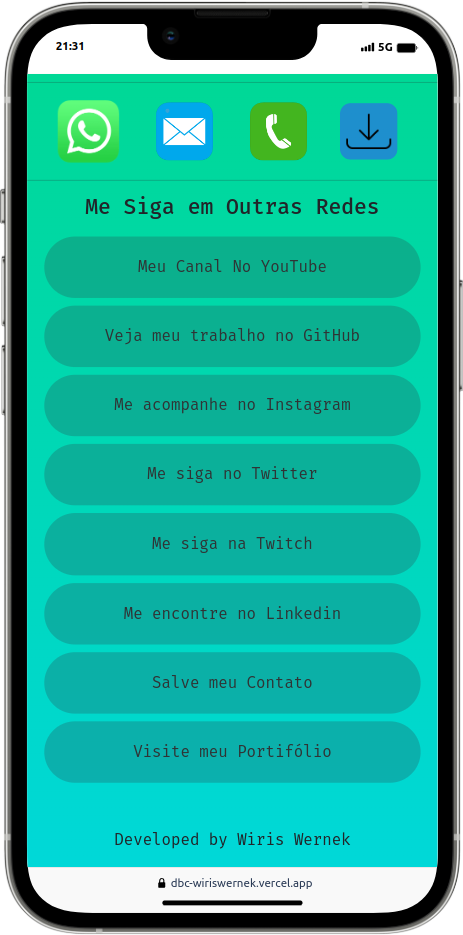 21:31
5G
Me Siga em Outras Redes
Meu Canal No YouTube
Veja meu trabalho no GitHub
Me acompanhe no Instagram
Me siga no Twitter
Me siga na Twitch
Me encontre no Linkedin
Salve meu Contato
Visite meu Portifólio
Developed by Wiris Wernek
dbc-wiriswernek.vercel.app